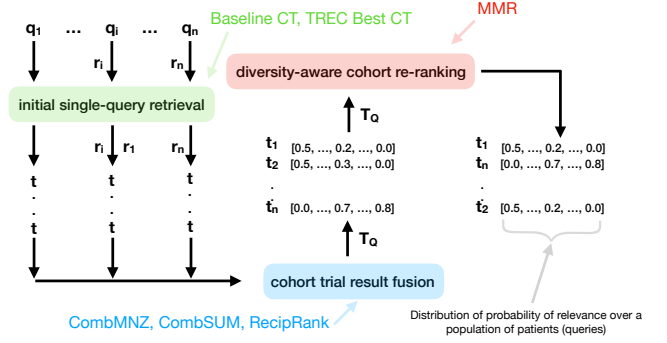 Baseline CT, TREC Best CT
MMR
q1 ... qi ... qn
ri rn
initial single-query retrieval
diversity-aware cohort re-ranking
TQ
ri r1 rn
t t t
. . .
. . .
t t t
t1 [0.5, ..., 0.2, ..., 0.0]
t2 [0.5, ..., 0.3, ..., 0.0]
.
.
tn [0.0, ..., 0.7, ..., 0.8]
TQ
t1 [0.5, ..., 0.2, ..., 0.0]
tn [0.0, ..., 0.7, ..., 0.8]
.
.
t2 [0.5, ..., 0.2, ..., 0.0]
cohort trial result fusion
CombMNZ, CombSUM, RecipRank
Distribution of probability of relevance over a
population of patients (queries)